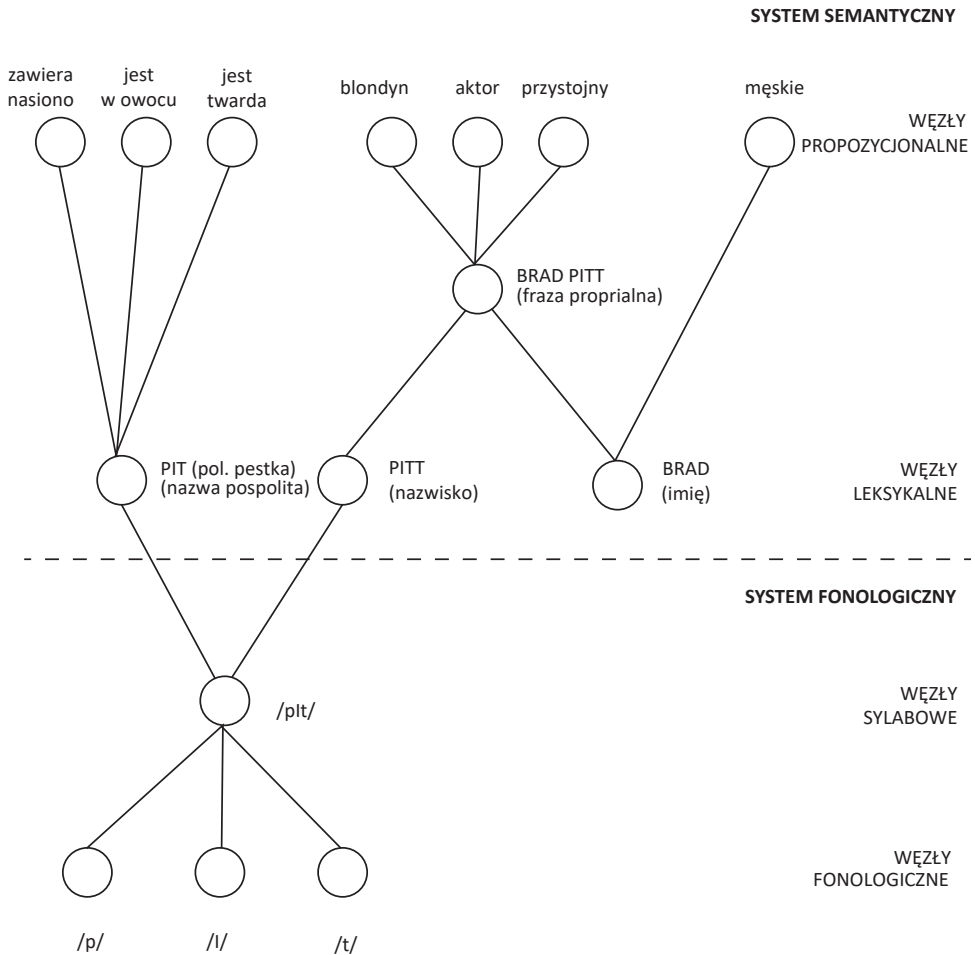 SYSTEM SEMANTYCZNY
zawiera
nasiono
jest
w owocu
jest
twarda
blondyn
aktor
przystojny
męskie
WĘZŁY
PROPOZYCJONALNE
BRAD PITT
(fraza proprialna)
PIT (pol. pestka)
(nazwa pospolita)
PITT
(nazwisko)
BRAD
(imię)
WĘZŁY
LEKSYKALNE
SYSTEM FONOLOGICZNY
/pIt/
WĘZŁY
SYLABOWE
WĘZŁY
FONOLOGICZNE
/p/
/I/
/t/